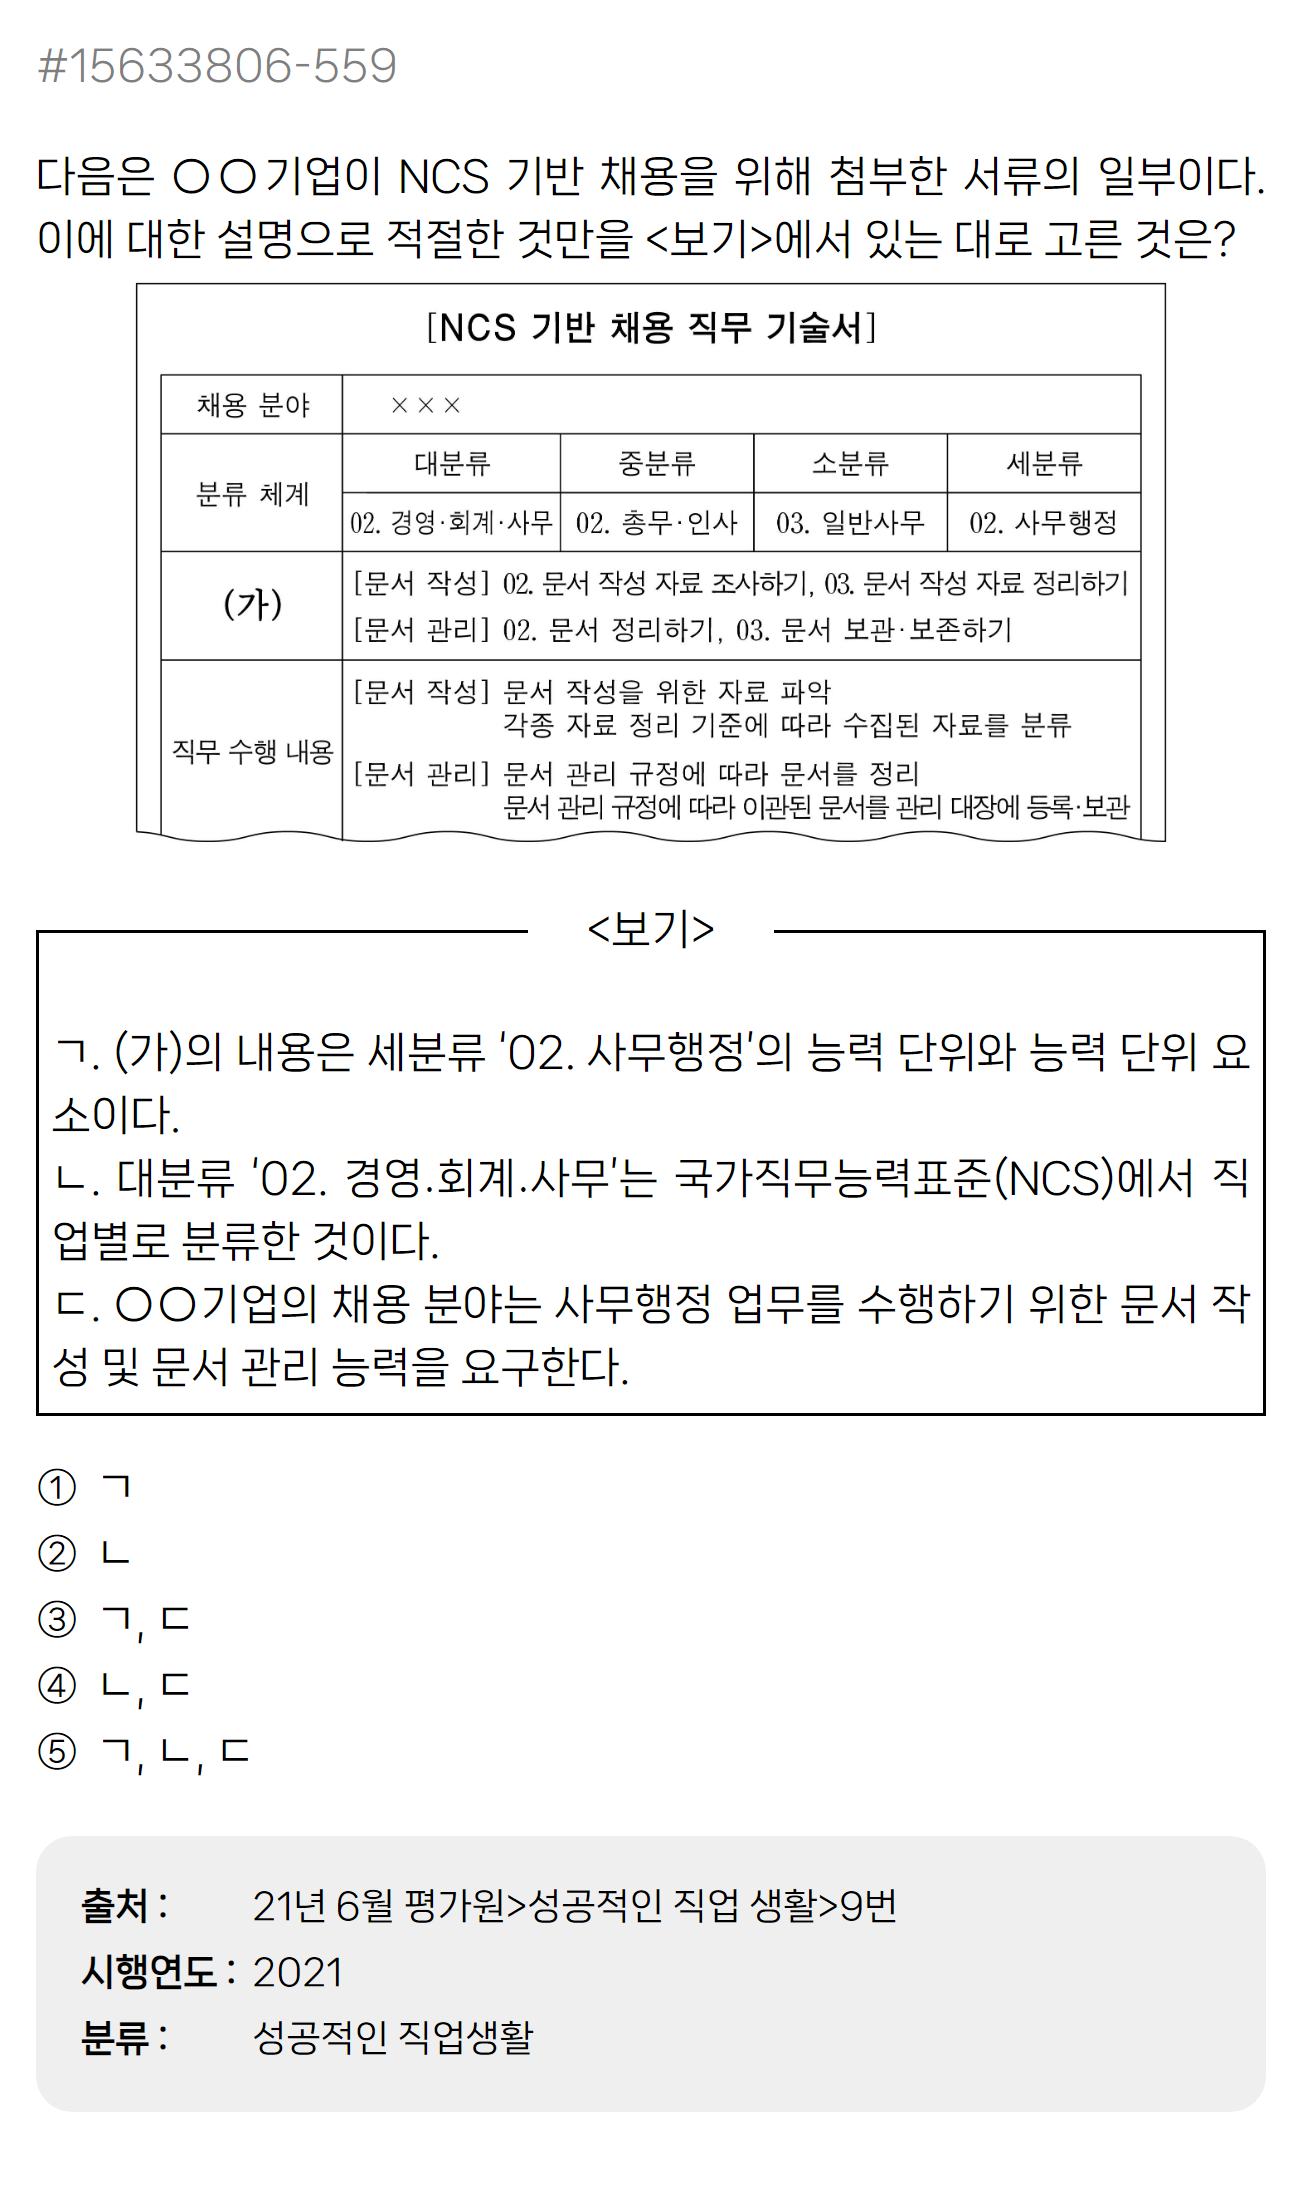 #15633806-559
다음은 〇〇기업이 NCS 기반 채용을 위해 첨부한 서류의 일부이다.
이에 대한 설명으로 적절한 것만을 <보기>에서 있는 대로 고른 것은?
[NCS 기반 채용 직무 기술서]
채용 분야 ×××
분류 체계 대분류 중분류 소분류 세분류
02. 경영·회계·사무 02. 총무·인사 03. 일반사무 02. 사무행정
(가) [문서 작성] 02. 문서 작성 자료 조사하기, 03. 문서 작성 자료 정리하기
[문서 관리] 02. 문서 정리하기, 03. 문서 보관·보존하기
직무 수행 내용 [문서 작성] 문서 작성을 위한 자료 파악
각종 자료 정리 기준에 따라 수집된 자료를 분류
[문서 관리] 문서 관리 규정에 따라 문서를 정리
문서 관리 규정에 따라 이관된 문서를 관리 대장에 등록·보관
<보기>
ㄱ. (가)의 내용은 세분류 '02. 사무행정'의 능력 단위와 능력 단위 요
소이다.
ㄴ. 대분류 '02. 경영·회계·사무'는 국가직무능력표준(NCS)에서 직
업별로 분류한 것이다.
ㄷ. 〇〇기업의 채용 분야는 사무행정 업무를 수행하기 위한 문서 작
성 및 문서 관리 능력을 요구한다.
① ㄱ
② ㄴ
③ ㄱ, ㄷ
④ ㄴ, ㄷ
⑤ ㄱ, ㄴ, ㄷ
출처 : 21년 6월 평가원>성공적인 직업 생활>9번
시행연도 : 2021
분류 : 성공적인 직업생활